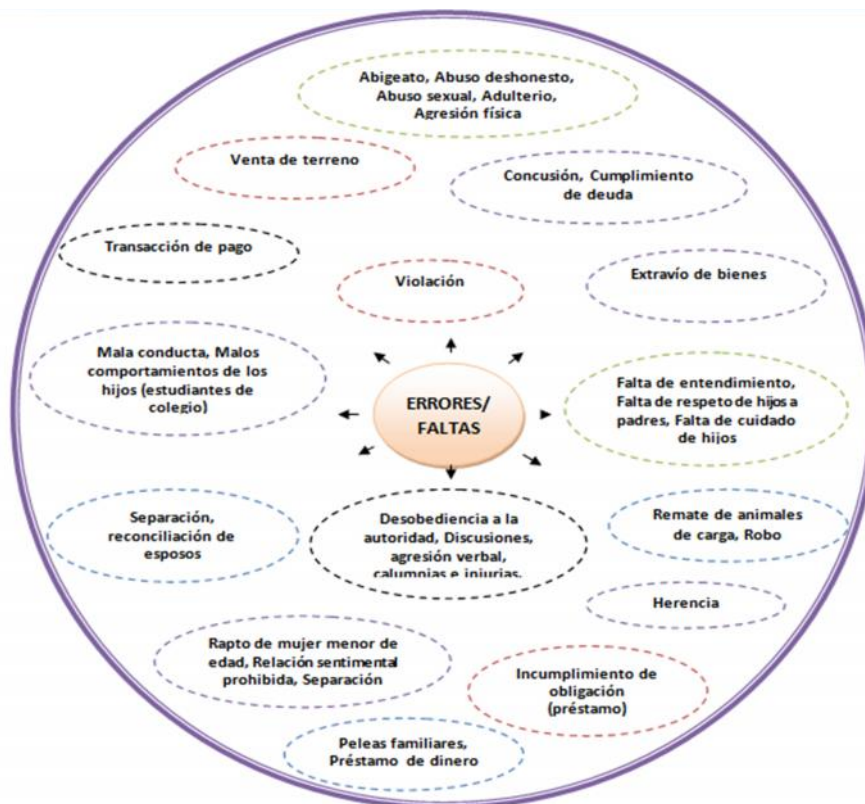 Abigeato, Abuso deshonesto,
Abuso sexual, Adulterio,
Agresión física
Venta de terreno
Concusión, Cumplimiento
de deuda
Transacción de pago
Violación
Extravío de bienes
Mala conducta, Malos
comportamientos de los
hijos (estudiantes de
colegio)
ERRORES/
FALTAS
Falta de entendimiento,
Falta de respeto de hijos a
padres, Falta de cuidado
de hijos
Separación,
reconciliación de
esposos
Desobediencia a la
autoridad, Discusiones,
agresión verbal,
calumnias e injurias.
Remate de animales
de carga, Robo
Herencia
Rapto de mujer menor de
edad, Relación sentimental
prohibida, Separación
Incumplimiento de
obligación
(préstamo)
Peleas familiares,
Préstamo de dinero